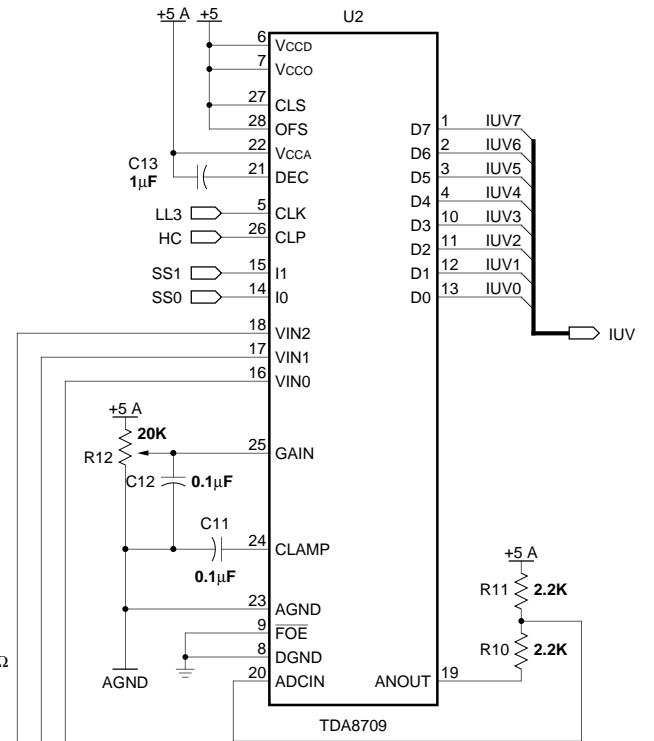 +5 A +5 U2
6 VCCD
7 VCCO
27 CLS
28 OFS
22 VCCA
C13
1µF
21 DEC
LL3 5 CLK
HC 26 CLP
SS1 15 I1
SS0 14 I0
18 VIN2
17 VIN1
16 VIN0
D7 1 IUV7
D6 2 IUV6
D5 3 IUV5
D4 4 IUV4
D3 10 IUV3
D2 11 IUV2
D1 12 IUV1
D0 13 IUV0
IUV
+5 A
20K
R12
25 GAIN
C12 0.1µF
C11
0.1µF
24 CLAMP
23 AGND
9 FOE
8 DGND
20 ADCIN
AGND
Ω
+5 A
R11 2.2K
R10 2.2K
ANOUT 19
TDA8709